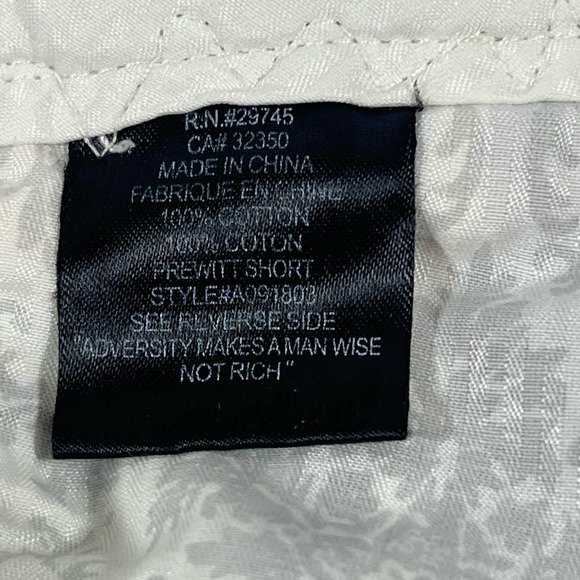 R.N.#29745
CA# 32350
MADE IN CHINA
FABRIQUE EN CHINE
100% COTTON
100% COTON
PREWITT SHORT
STYLE#A091803
SEE REVERSE SIDE
"ADVERSITY MAKES A MAN WISE
NOT RICH"